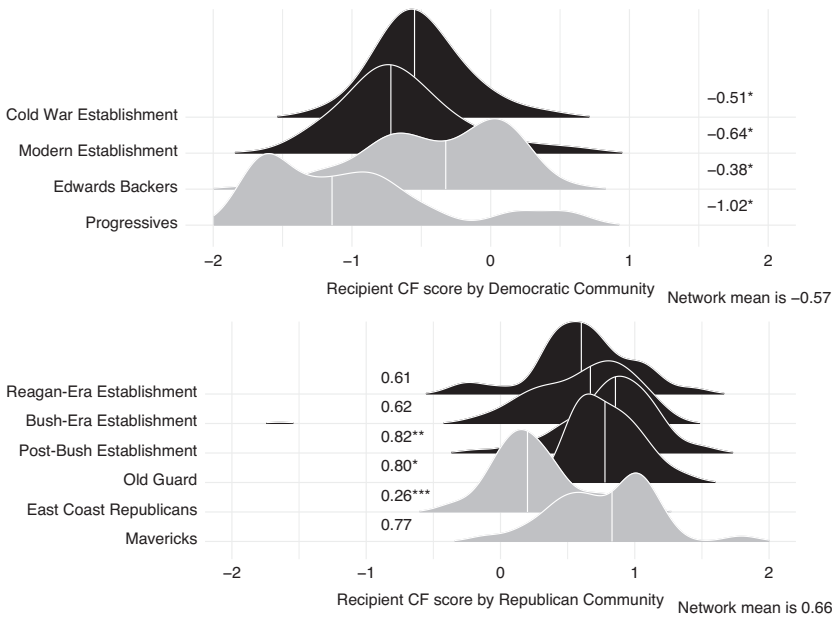 Cold War Establishment
−0.51*
Modern Establishment
−0.64*
Edwards Backers
−0.38*
Progressives
−1.02*
−2 −1 0 1 2
Recipient CF score by Democratic Community
Network mean is −0.57
Reagan-Era Establishment
0.61
Bush-Era Establishment
0.62
Post-Bush Establishment
0.82**
Old Guard
0.80*
East Coast Republicans
0.26***
Mavericks
0.77
−2 −1 0 1 2
Recipient CF score by Republican Community
Network mean is 0.66